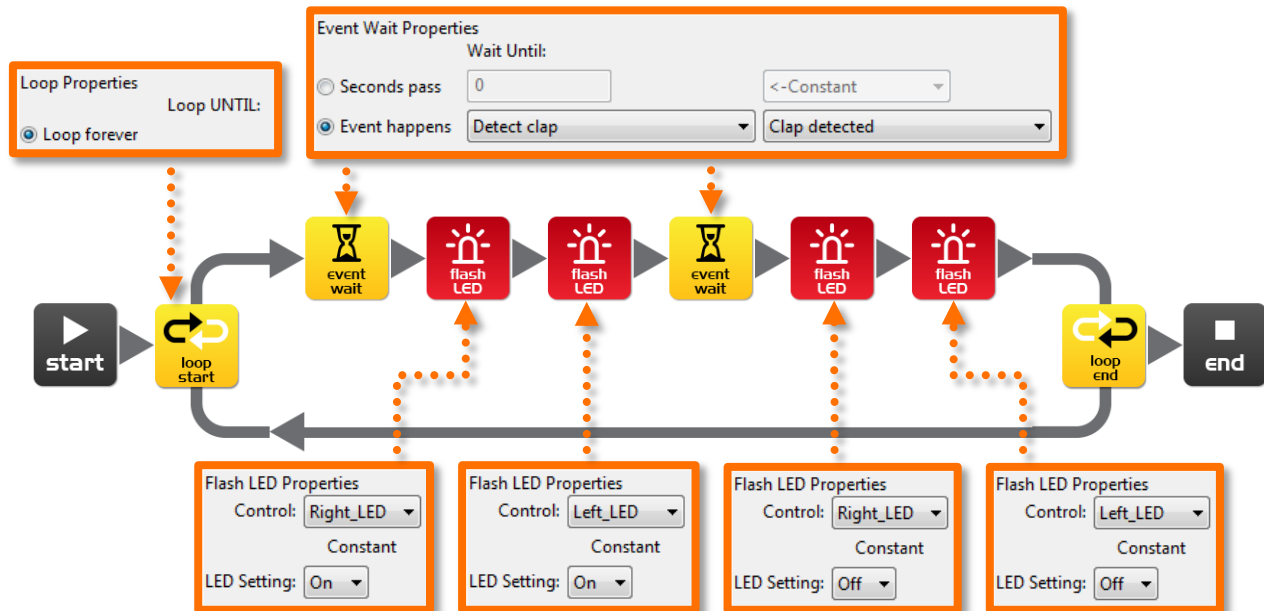 Event Wait Properties
Wait Until:
Seconds pass 0 <-Constant
Event happens Detect clap Clap detected
Loop Properties
Loop UNTIL:
Loop forever
event
wait
flash
LED
flash
LED
event
wait
flash
LED
flash
LED
start
loop
start
loop
end
end
Flash LED Properties
Control: Right_LED
Constant
LED Setting: On
Flash LED Properties
Control: Left_LED
Constant
LED Setting: On
Flash LED Properties
Control: Right_LED
Constant
LED Setting: Off
Flash LED Properties
Control: Left_LED
Constant
LED Setting: Off